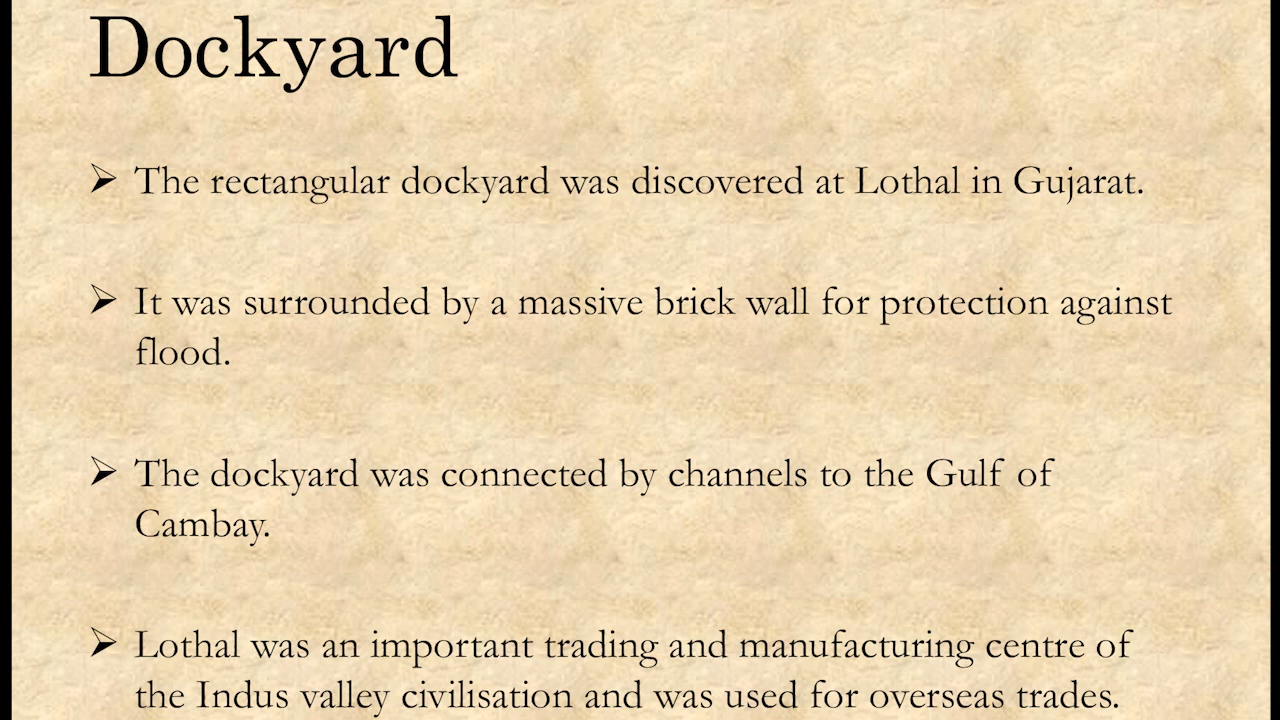 Dockyard
➢ The rectangular dockyard was discovered at Lothal in Gujarat.
➢ It was surrounded by a massive brick wall for protection against
flood.
➢ The dockyard was connected by channels to the Gulf of
Cambay.
➢ Lothal was an important trading and manufacturing centre of
the Indus valley civilisation and was used for overseas trades.